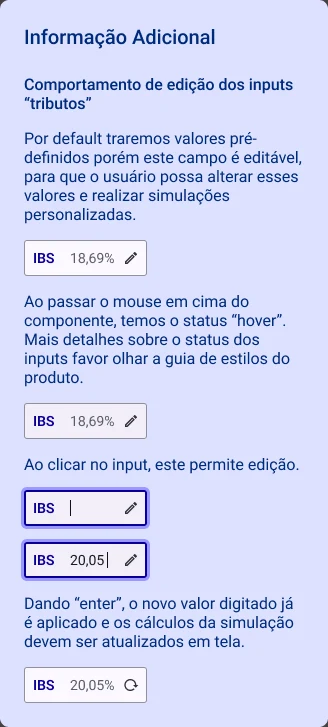 Informação Adicional
Comportamento de edição dos inputs
“tributos”
Por default traremos valores pré-
definidos porém este campo é editável,
para que o usuário possa alterar esses
valores e realizar simulações
personalizadas.
IBS 18,69%
Ao passar o mouse em cima do
componente, temos o status “hover”.
Mais detalhes sobre o status dos
inputs favor olhar a guia de estilos do
produto.
IBS 18,69%
Ao clicar no input, este permite edição.
IBS
IBS 20,05
Dando “enter”, o novo valor digitado já
é aplicado e os cálculos da simulação
devem ser atualizados em tela.
IBS 20,05%